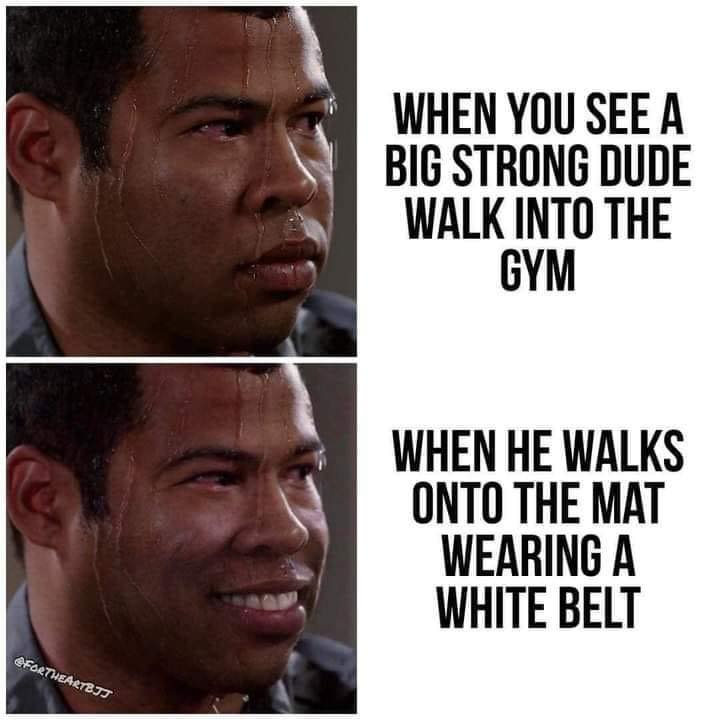 WHEN YOU SEE A
BIG STRONG DUDE
WALK INTO THE
GYM
WHEN HE WALKS
ONTO THE MAT
WEARING A
WHITE BELT
@FORTHEARTBJJ